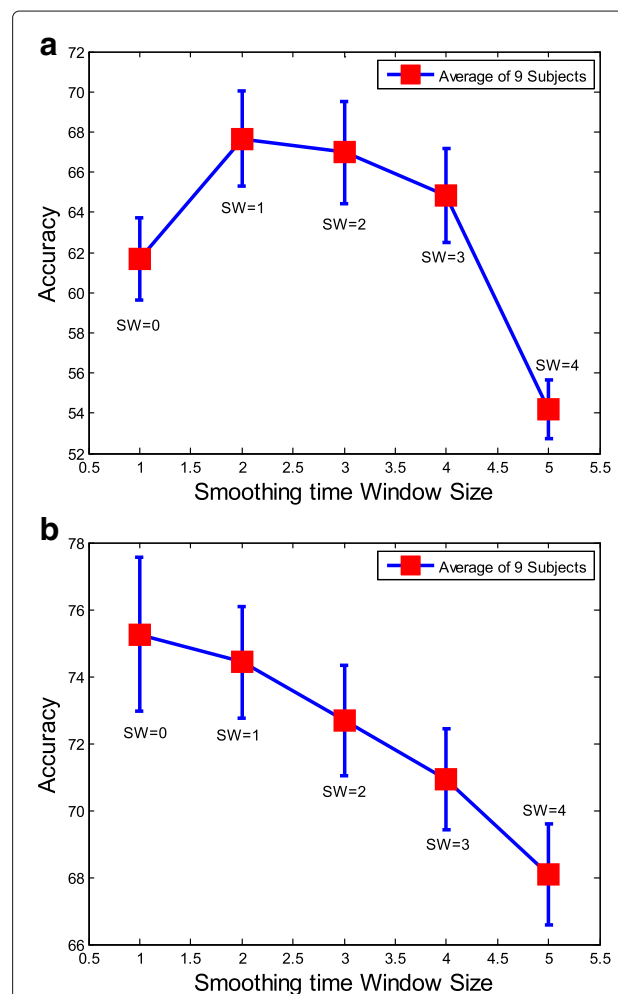 a
72
70
68
66
64
62
60
58
56
54
52
Accuracy
Average of 9 Subjects
SW=0
SW=1
SW=2
SW=3
SW=4
0.5 1 1.5 2 2.5 3 3.5 4 4.5 5 5.5
Smoothing time Window Size
b
78
76
74
72
70
68
66
Accuracy
Average of 9 Subjects
SW=0
SW=1
SW=2
SW=3
SW=4
0.5 1 1.5 2 2.5 3 3.5 4 4.5 5 5.5
Smoothing time Window Size